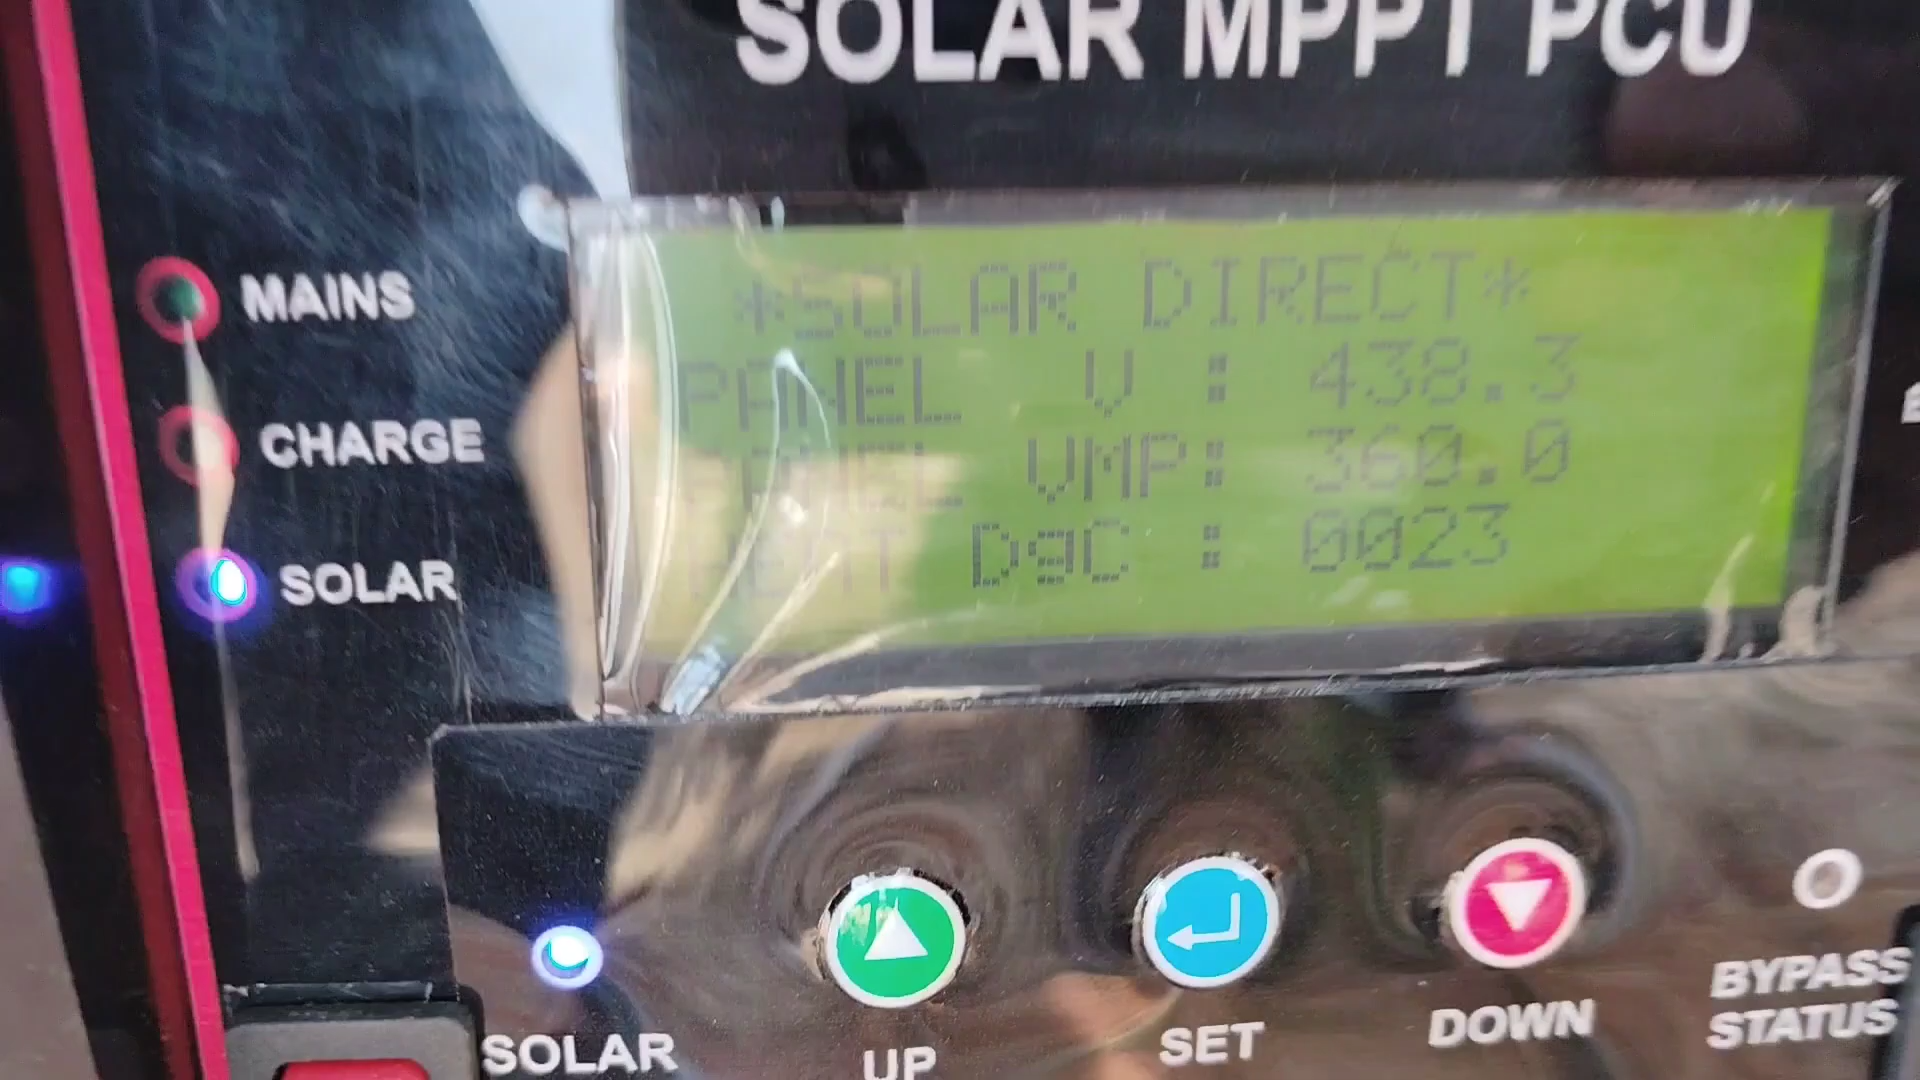 SOLAR MPPT PCU
MAINS
CHARGE
SOLAR
*SOLAR DIRECT*
PANEL V : 438.3
PANEL VMP: 360.0
DgC : 0023
SOLAR
UP
SET
DOWN
BYPASS
STATUS